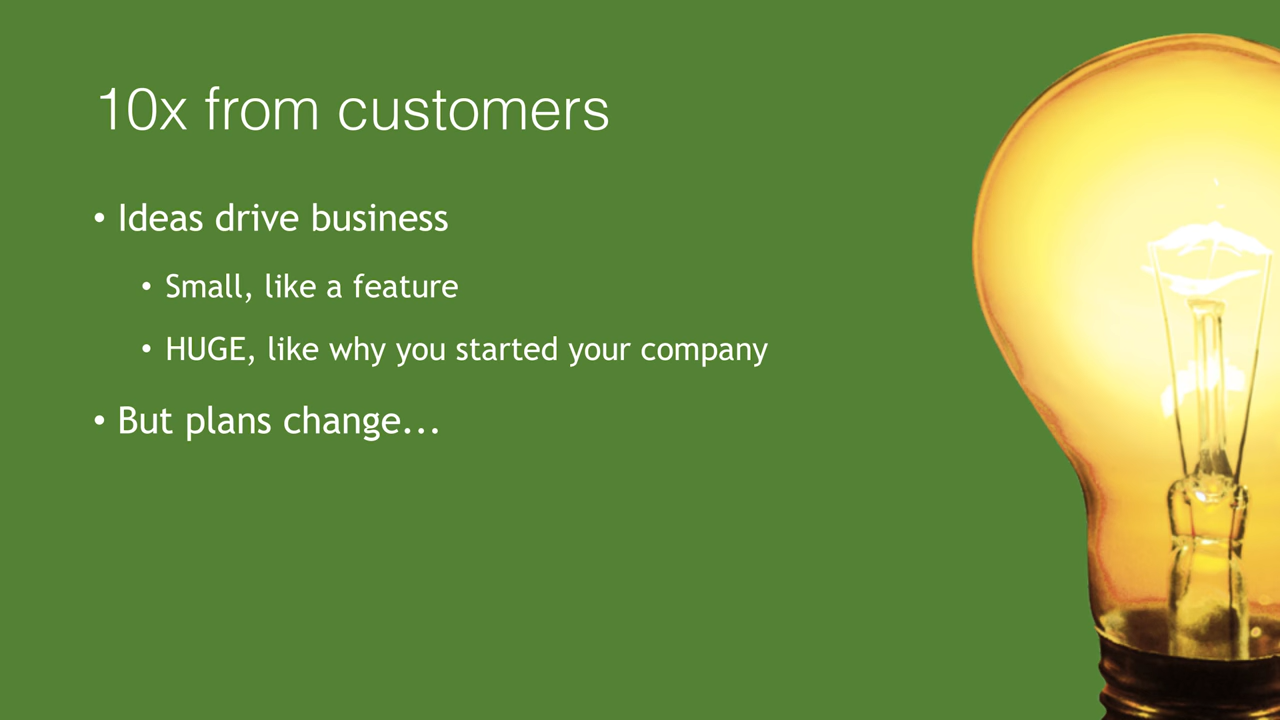 10x from customers
• Ideas drive business
• Small, like a feature
• HUGE, like why you started your company
• But plans change...